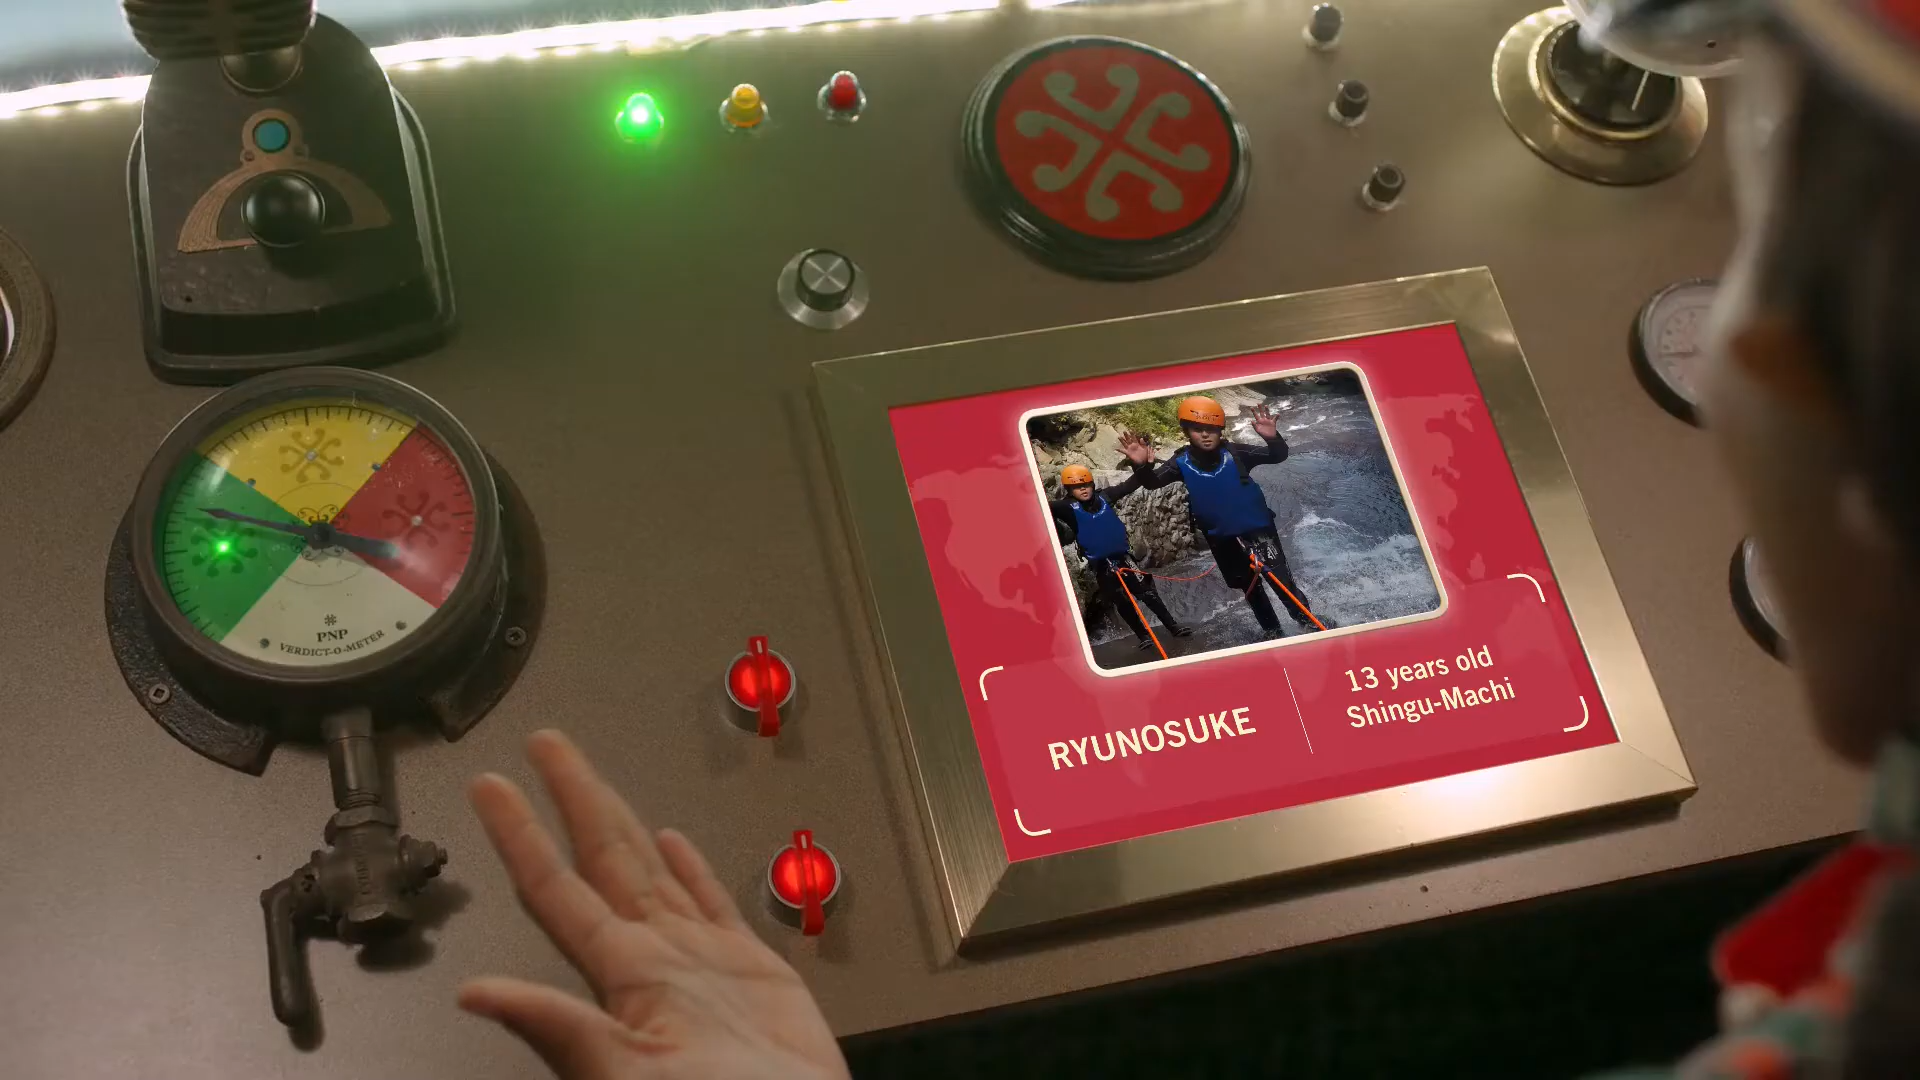 PNP
VERDICT-O-METER
RYUNOSUKE
13 years old
Shingu-Machi